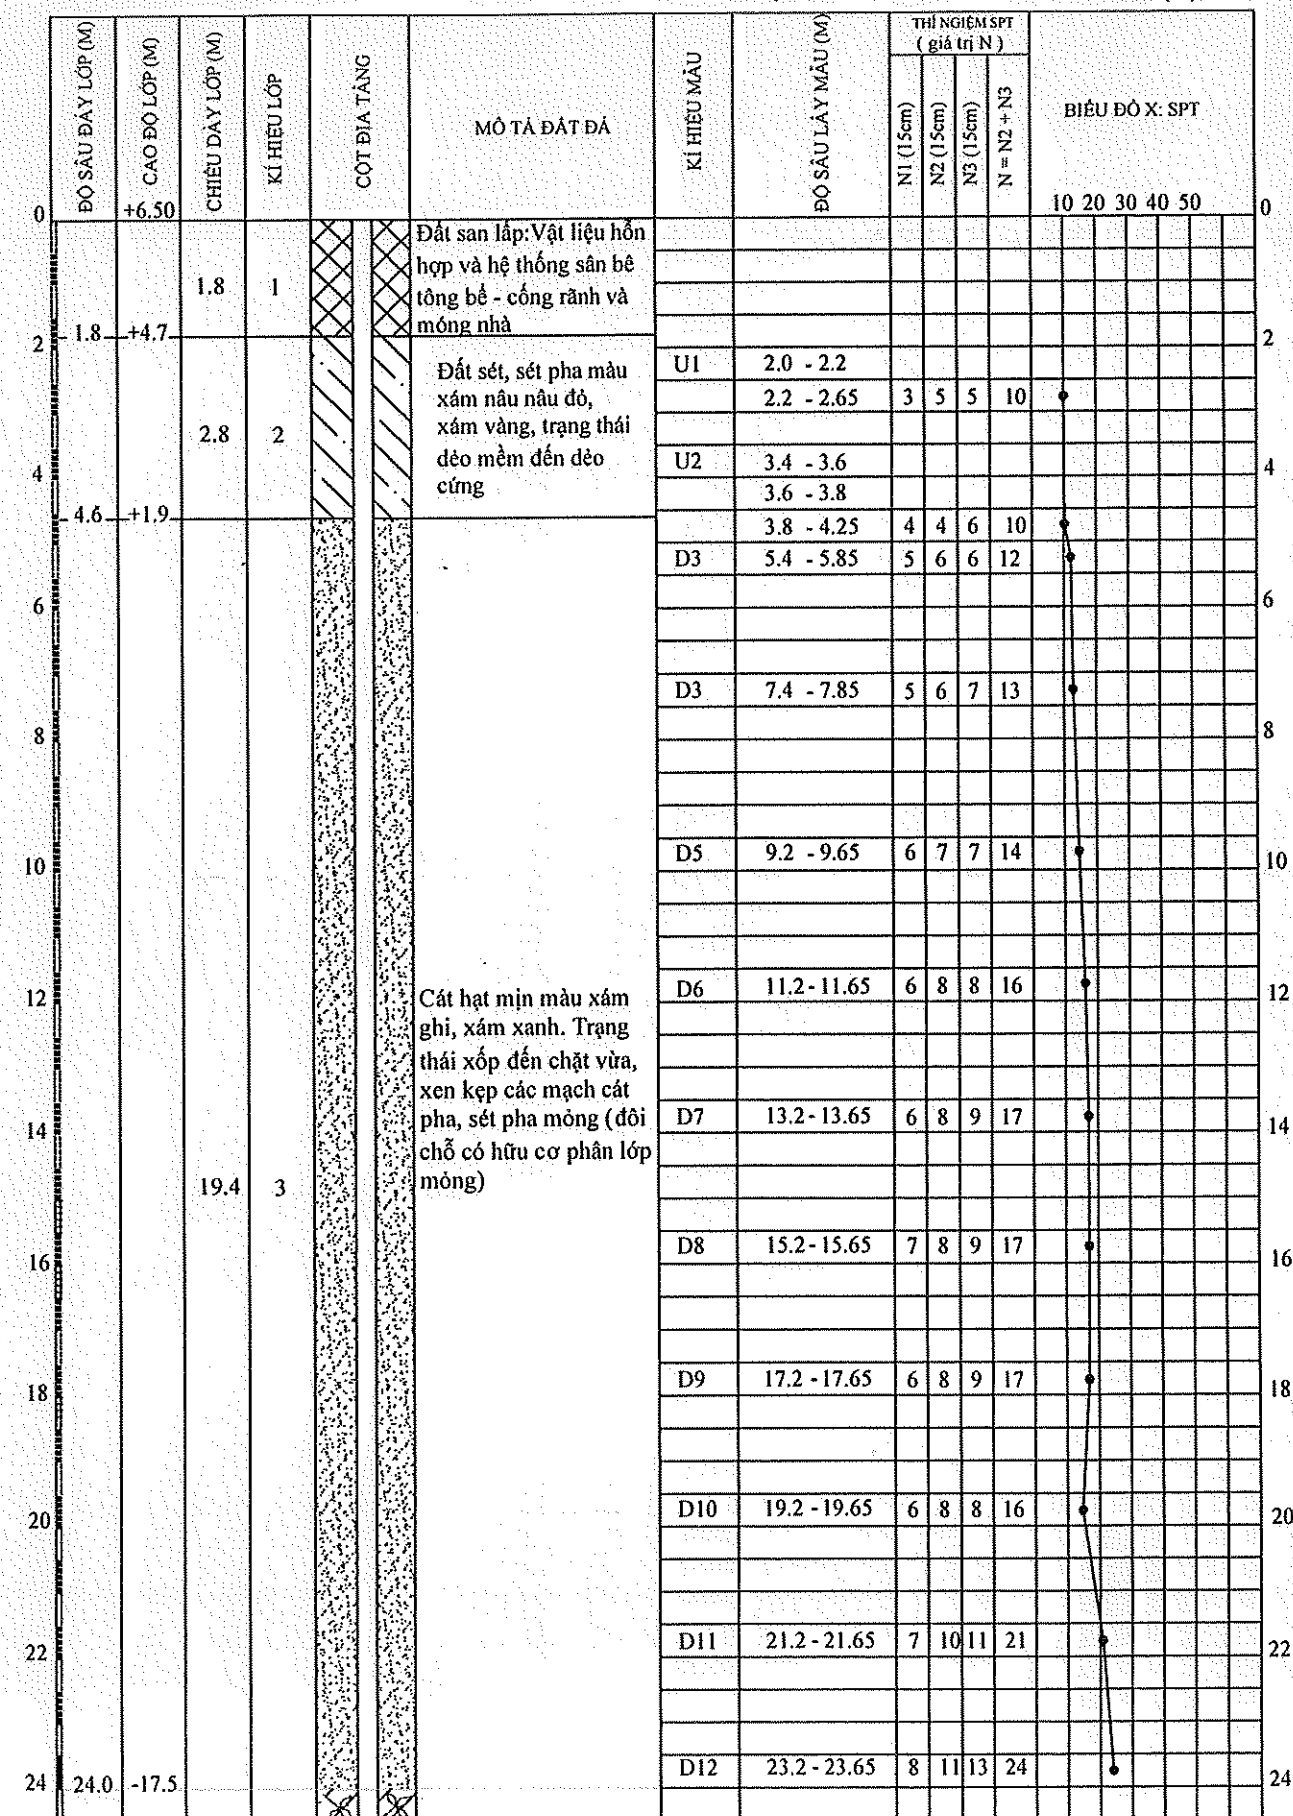 ĐỘ SÂU ĐÁY LỚP (M)
CAO ĐỘ LỚP (M)
CHIỀU DÀY LỚP (M)
KÍ HIỆU LỚP
CỘT ĐỊA TẦNG
MÔ TẢ ĐẤT ĐÁ
KÍ HIỆU MẪU
ĐỘ SÂU LẤY MẪU (M)
THÍ NGIỆM SPT
( giá trị N )
N1 (15cm)
N2 (15cm)
N3 (15cm)
N = N2 + N3
BIỂU ĐỒ X: SPT
10 20 30 40 50
0 +6.50 0
Đất san lấp:Vật liệu hỗn
hợp và hệ thống sân bê
tông bể - cống rãnh và
móng nhà
1.8 1
2 1.8 +4.7 2
Đất sét, sét pha màu
xám nâu nâu đỏ,
xám vàng, trạng thái
dẻo mềm đến dẻo
cứng
2.8 2
U1 2.0 - 2.2
2.2 - 2.65 3 5 5 10
U2 3.4 - 3.6
4 4
3.6 - 3.8
4.6 +1.9
3.8 - 4.25 4 4 6 10
D3 5.4 - 5.85 5 6 6 12
6 6
D3 7.4 - 7.85 5 6 7 13
8 8
D5 9.2 - 9.65 6 7 7 14
10 10
D6 11.2 - 11.65 6 8 8 16
12 12
Cát hạt mịn màu xám
ghi, xám xanh. Trạng
thái xốp đến chặt vừa,
xen kẹp các mạch cát
pha, sét pha mỏng (đôi
chỗ có hữu cơ phân lớp
mỏng)
D7 13.2 - 13.65 6 8 9 17
14 14
19.4 3
D8 15.2 - 15.65 7 8 9 17
16 16
D9 17.2 - 17.65 6 8 9 17
18 18
D10 19.2 - 19.65 6 8 8 16
20 20
D11 21.2 - 21.65 7 10 11 21
22 22
D12 23.2 - 23.65 8 11 13 24
24 24.0 -17.5 24